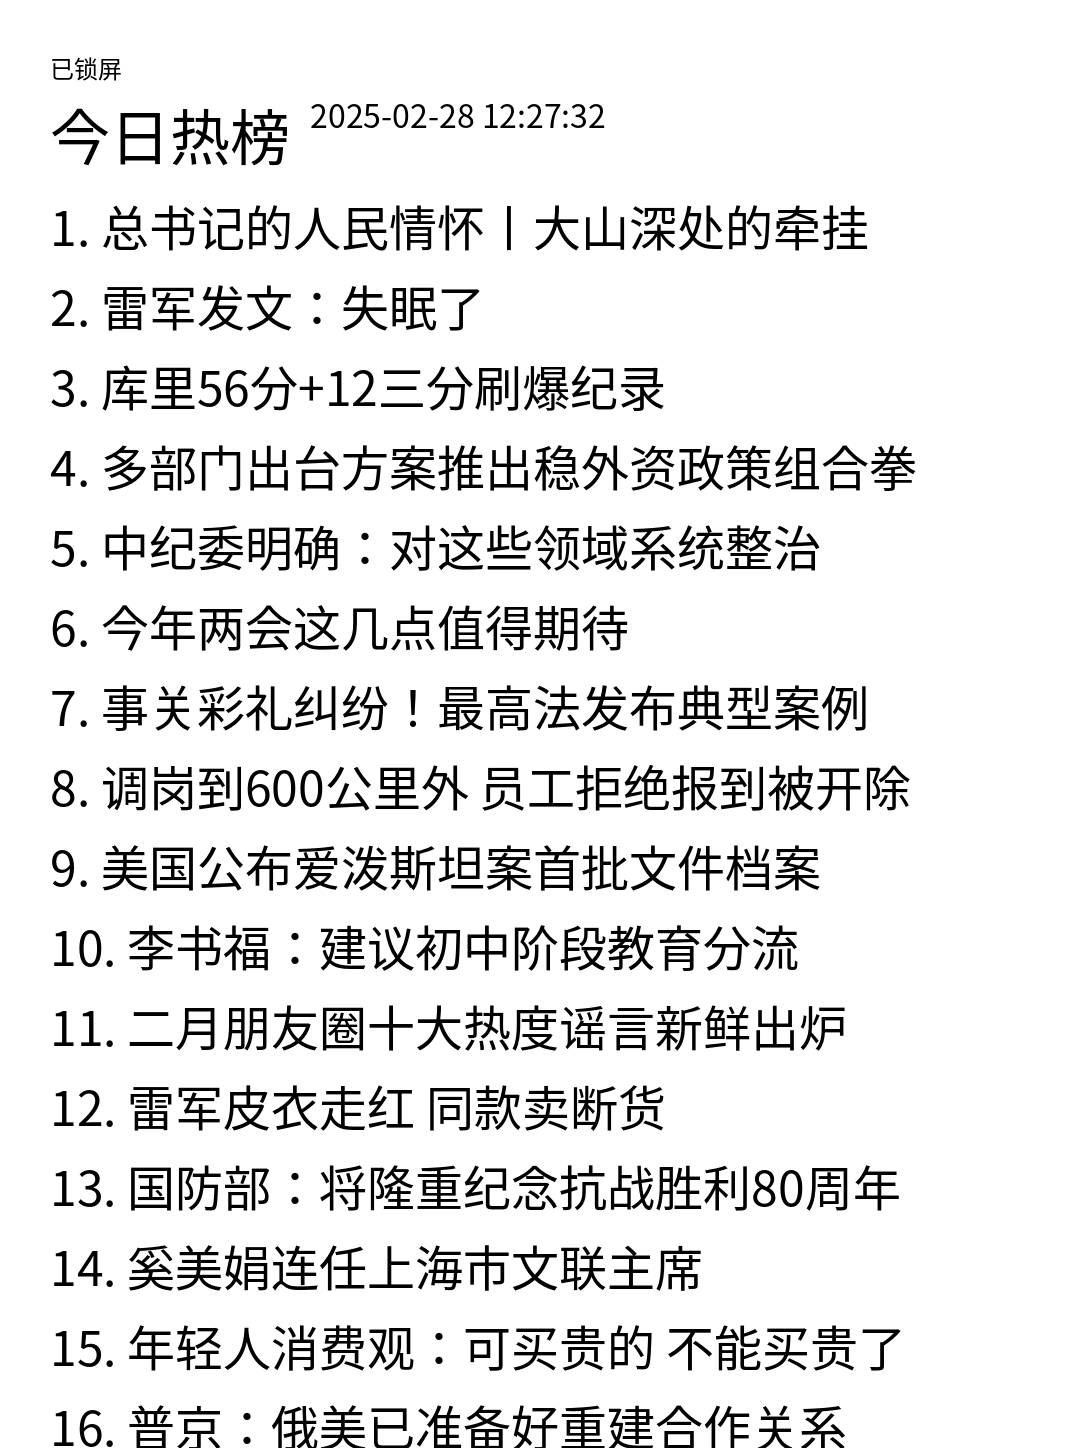 已锁屏
今日热榜 2025-02-28 12:27:32
1. 总书记的人民情怀丨大山深处的牵挂
2. 雷军发文：失眠了
3. 库里56分+12三分刷爆纪录
4. 多部门出台方案推出稳外资政策组合拳
5. 中纪委明确：对这些领域系统整治
6. 今年两会这几点值得期待
7. 事关彩礼纠纷！最高法发布典型案例
8. 调岗到600公里外 员工拒绝报到被开除
9. 美国公布爱泼斯坦案首批文件档案
10. 李书福：建议初中阶段教育分流
11. 二月朋友圈十大热度谣言新鲜出炉
12. 雷军皮衣走红 同款卖断货
13. 国防部：将隆重纪念抗战胜利80周年
14. 奚美娟连任上海市文联主席
15. 年轻人消费观：可买贵的 不能买贵了
16. 普京：俄美已准备好重建合作关系